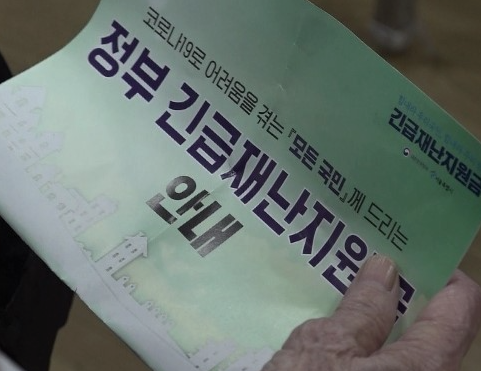 코로나19로 어려움을 겪는 『모든 국민』께 드리는
정부 긴급재난지원금
안내
긴급재난지원금